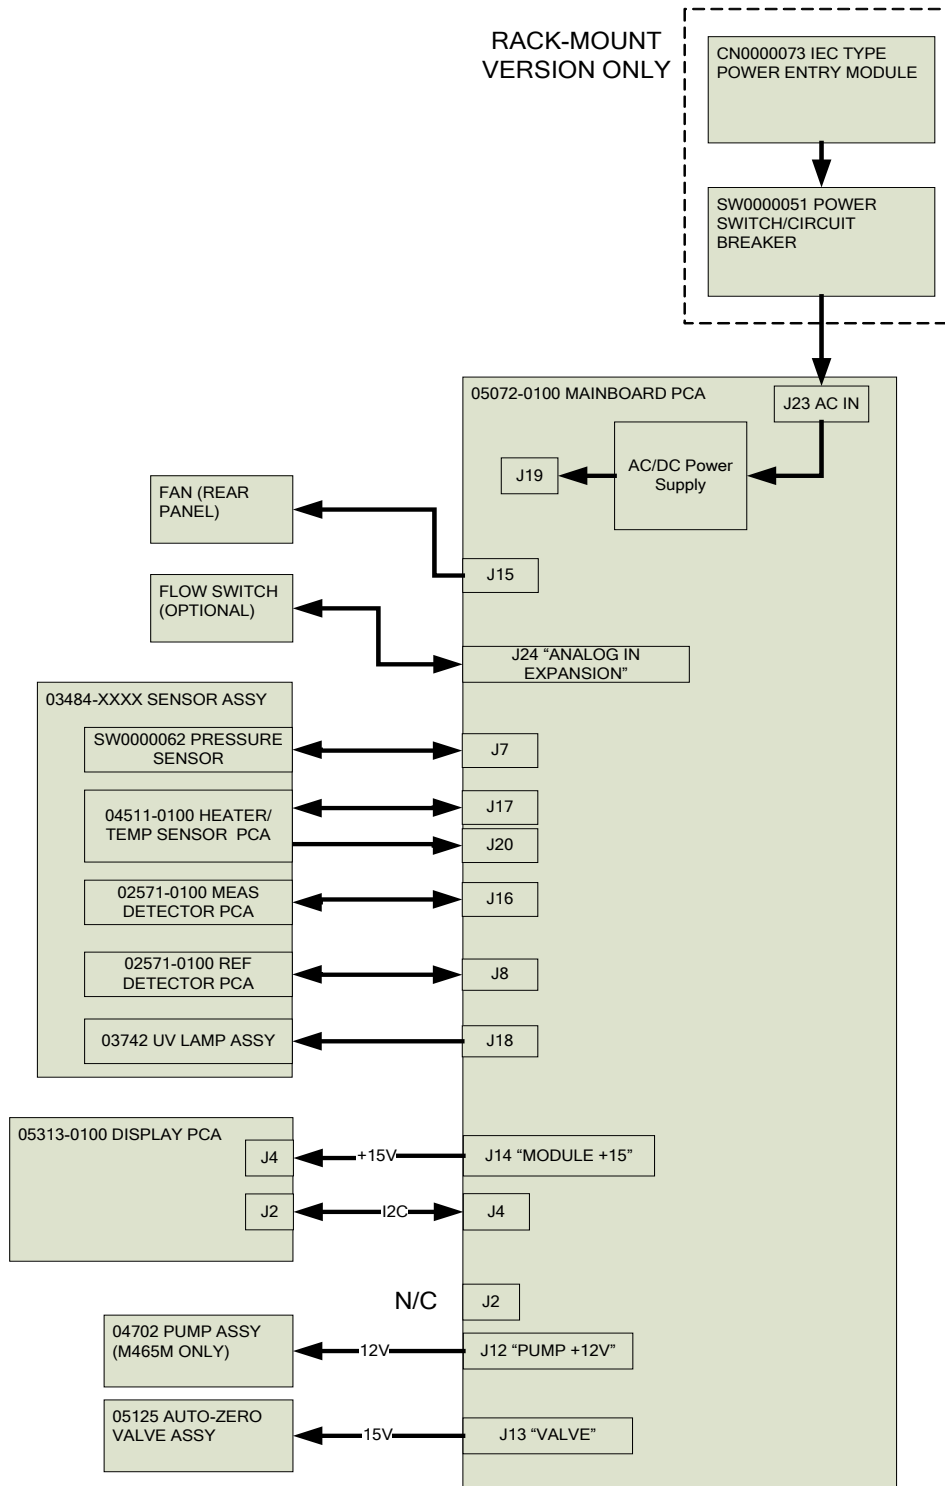 RACK-MOUNT
VERSION ONLY
CN0000073 IEC TYPE
POWER ENTRY MODULE
SW0000051 POWER
SWITCH/CIRCUIT
BREAKER
05072-0100 MAINBOARD PCA
J23 AC IN
AC/DC Power
Supply
J19
FAN (REAR
PANEL)
J15
FLOW SWITCH
(OPTIONAL)
J24 “ANALOG IN
EXPANSION”
03484-XXXX SENSOR ASSY
SW0000062 PRESSURE
SENSOR
J7
04511-0100 HEATER/
TEMP SENSOR PCA
J17
J20
02571-0100 MEAS
DETECTOR PCA
J16
02571-0100 REF
DETECTOR PCA
J8
03742 UV LAMP ASSY
J18
05313-0100 DISPLAY PCA
J4
+15V
J14 “MODULE +15”
J2
I2C
J4
N/C
J2
04702 PUMP ASSY
(M465M ONLY)
12V
J12 “PUMP +12V”
05125 AUTO-ZERO
VALVE ASSY
15V
J13 “VALVE”